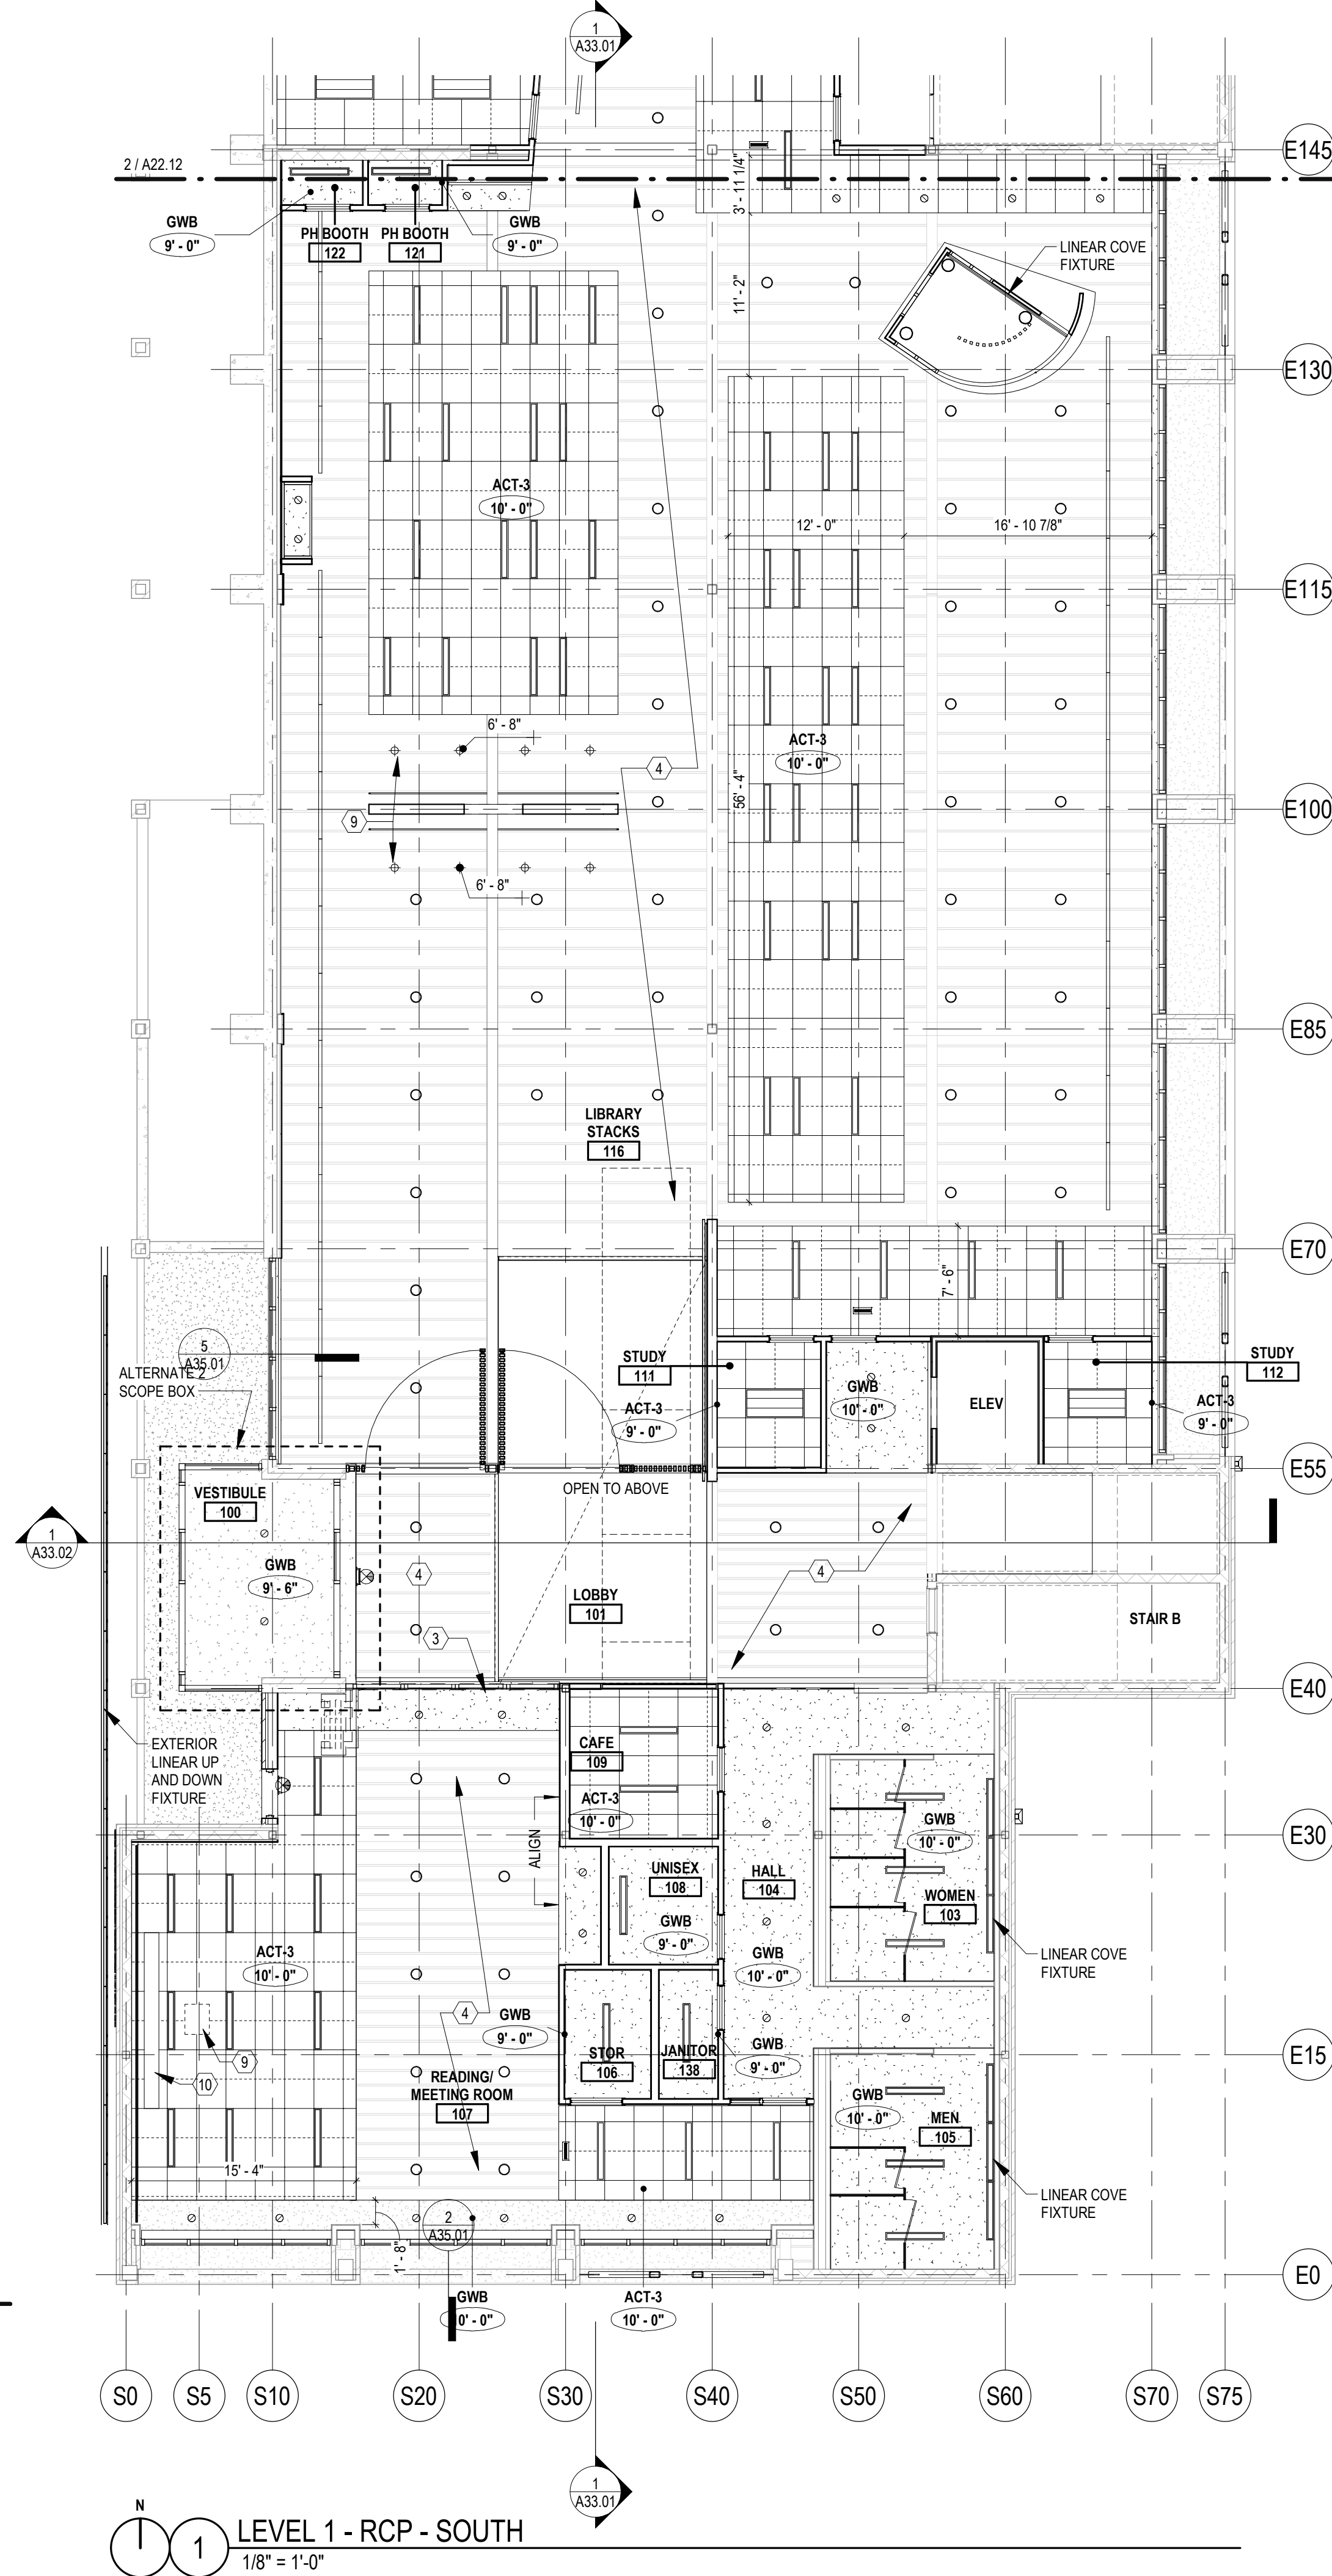 1
A33.01
E145
2 / A22.12
3' - 11 1/4"
GWB
9' - 0"
PH BOOTH
122
PH BOOTH
121
GWB
9' - 0"
LINEAR COVE
FIXTURE
11' - 2"
E130
ACT-3
10' - 0"
12' - 0"
16' - 10 7/8"
E115
6' - 8"
ACT-3
10' - 0"
4
56' - 4"
9
E100
6' - 8"
E85
LIBRARY
STACKS
116
E70
7' - 6"
5
A35.01
ALTERNATE 2
SCOPE BOX
STUDY
111
STUDY
112
GWB
10' - 0"
ELEV
ACT-3
9' - 0"
ACT-3
9' - 0"
E55
OPEN TO ABOVE
VESTIBULE
100
1
A33.02
GWB
9' - 6"
4
4
LOBBY
101
STAIR B
3
E40
EXTERIOR
LINEAR UP
AND DOWN
FIXTURE
CAFE
109
ACT-3
10' - 0"
GWB
10' - 0"
E30
ALIGN
UNISEX
108
HALL
104
WOMEN
103
GWB
9' - 0"
LINEAR COVE
FIXTURE
ACT-3
10' - 0"
GWB
10' - 0"
4
GWB
9' - 0"
9
STOR
106
JANITOR
138
GWB
9' - 0"
E15
10
READING/
MEETING ROOM
107
GWB
10' - 0"
MEN
105
15' - 4"
LINEAR COVE
FIXTURE
2
A35.01
1' - 8"
E0
GWB
10' - 0"
ACT-3
10' - 0"
S0
S5
S10
S20
S30
S40
S50
S60
S70
S75
1
A33.01
N
1
LEVEL 1 - RCP - SOUTH
1/8" = 1'-0"